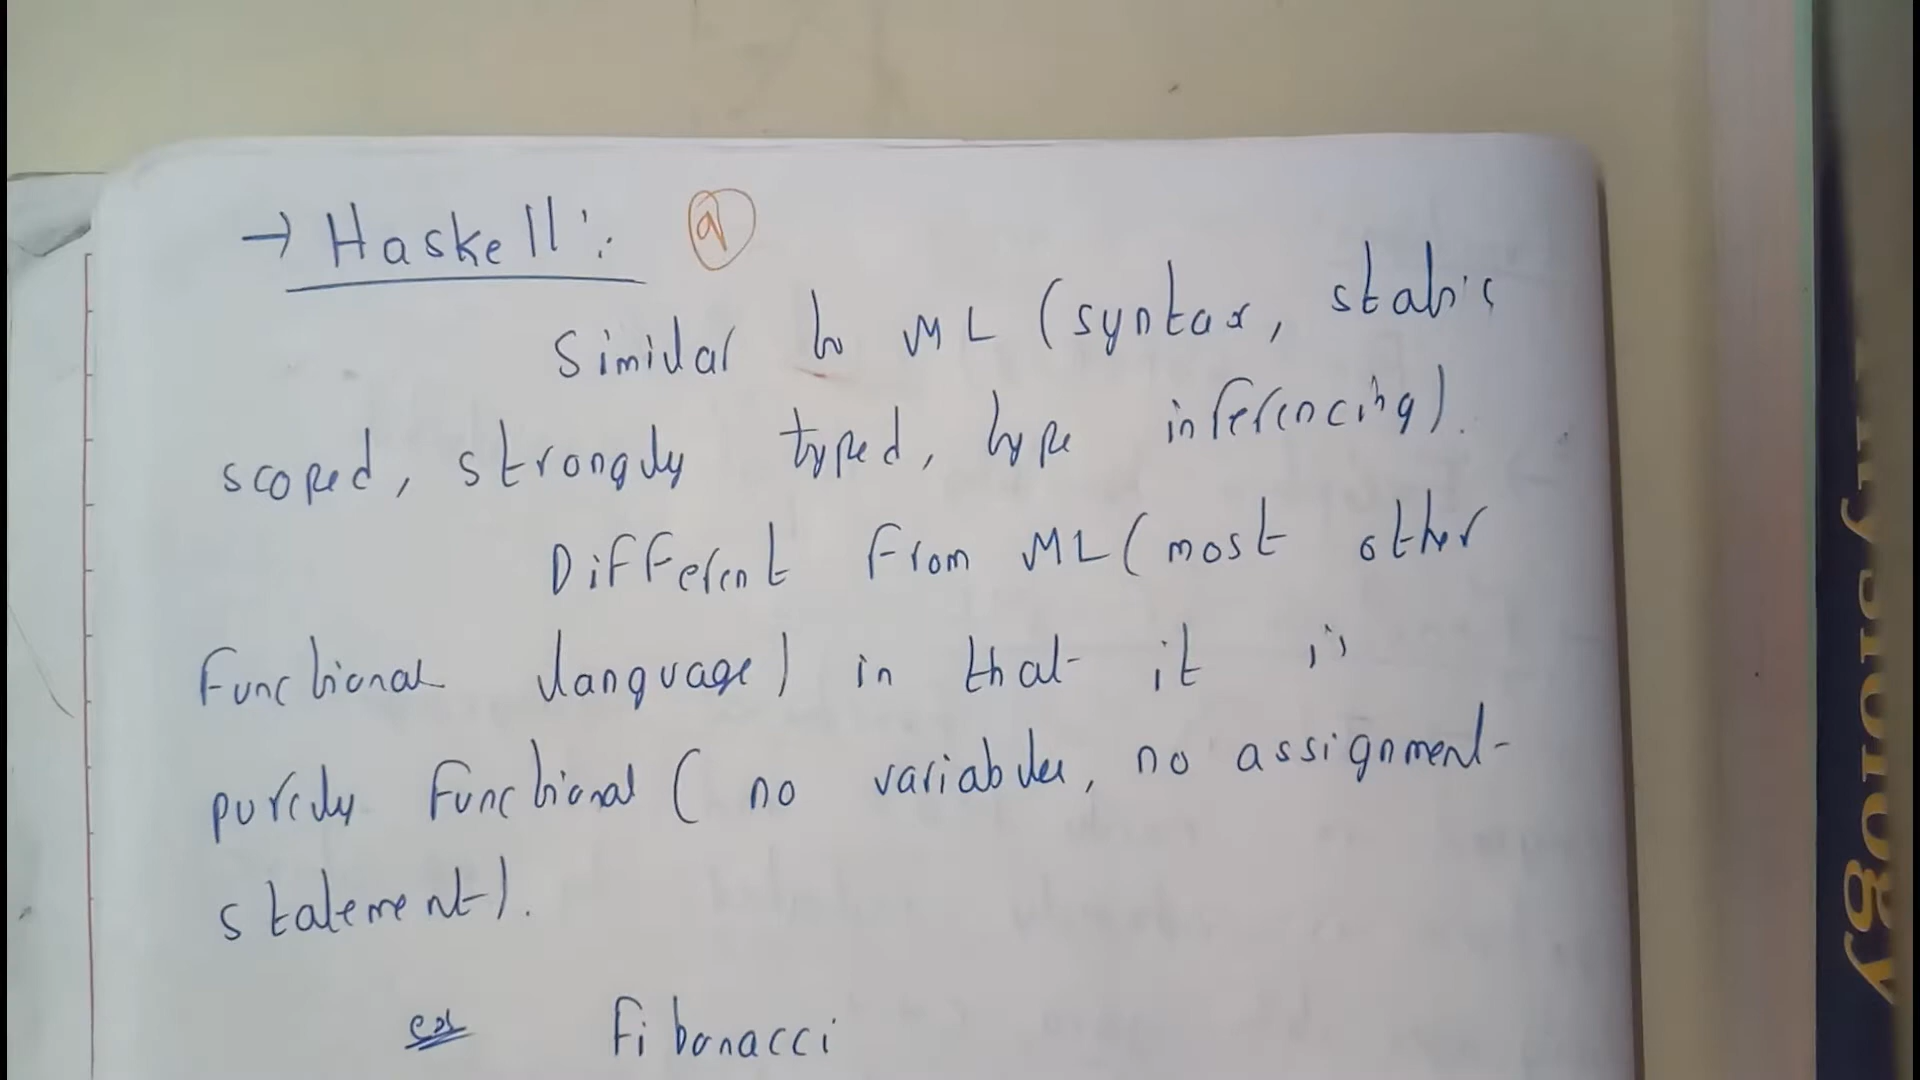 → Haskell : a
Similar to ML (syntax, static
scoped, strongly typed, type inferencing).
Different from ML (most other
functional language) in that it is
purely functional (no variables, no assignment
statement).
ex Fibonacci
ology